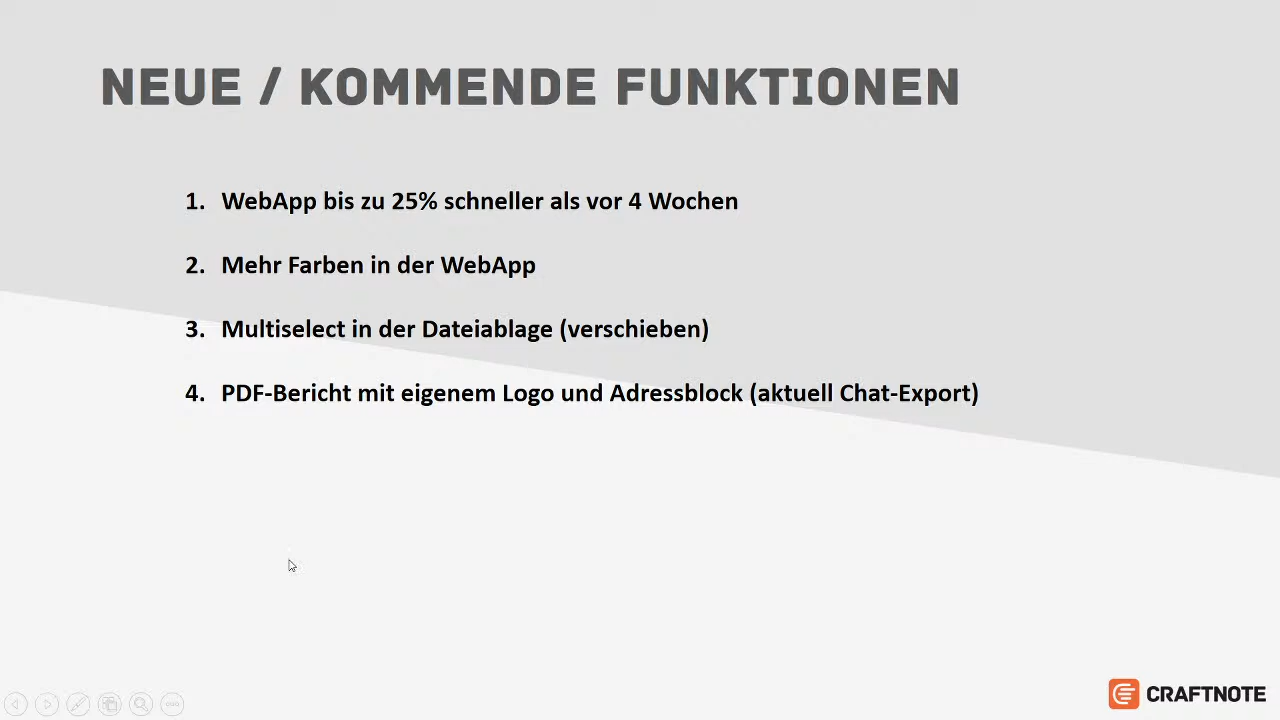 NEUE / KOMMENDE FUNKTIONEN
1. WebApp bis zu 25% schneller als vor 4 Wochen
2. Mehr Farben in der WebApp
3. Multiselect in der Dateiablage (verschieben)
4. PDF-Bericht mit eigenem Logo und Adressblock (aktuell Chat-Export)
CRAFTNOTE